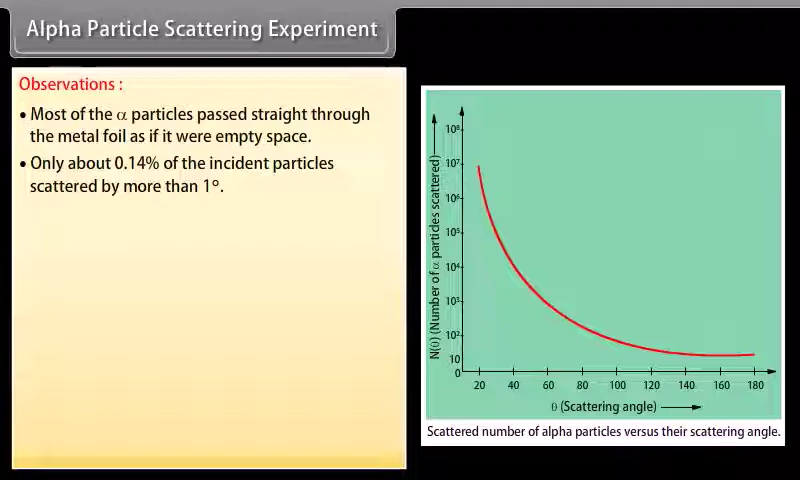 Alpha Particle Scattering Experiment
Observations :
• Most of the α particles passed straight through
the metal foil as if it were empty space.
• Only about 0.14% of the incident particles
scattered by more than 1º.
N(θ) (Number of α particles scattered)
10⁸
10⁷
10⁶
10⁵
10⁴
10³
10²
10
0
20 40 60 80 100 120 140 160 180
θ (Scattering angle)
Scattered number of alpha particles versus their scattering angle.